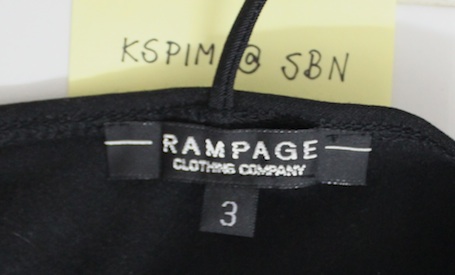 KSPIM @ SBN
RAMPAGE
CLOTHING COMPANY
3